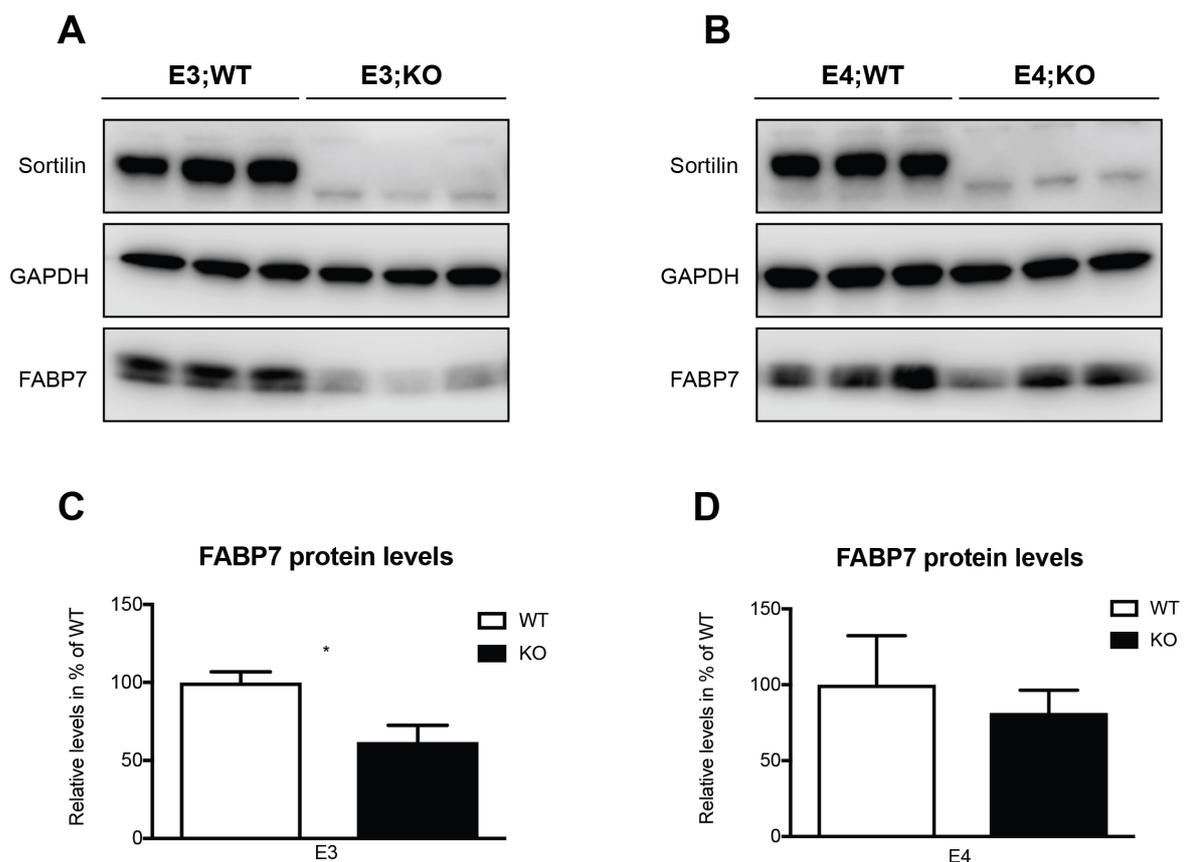 A
E3;WT E3;KO
Sortilin
GAPDH
FABP7
B
E4;WT E4;KO
Sortilin
GAPDH
FABP7
C
FABP7 protein levels
Relative levels in % of WT
150
100
50
0
*
WT
KO
E3
D
FABP7 protein levels
Relative levels in % of WT
150
100
50
0
WT
KO
E4